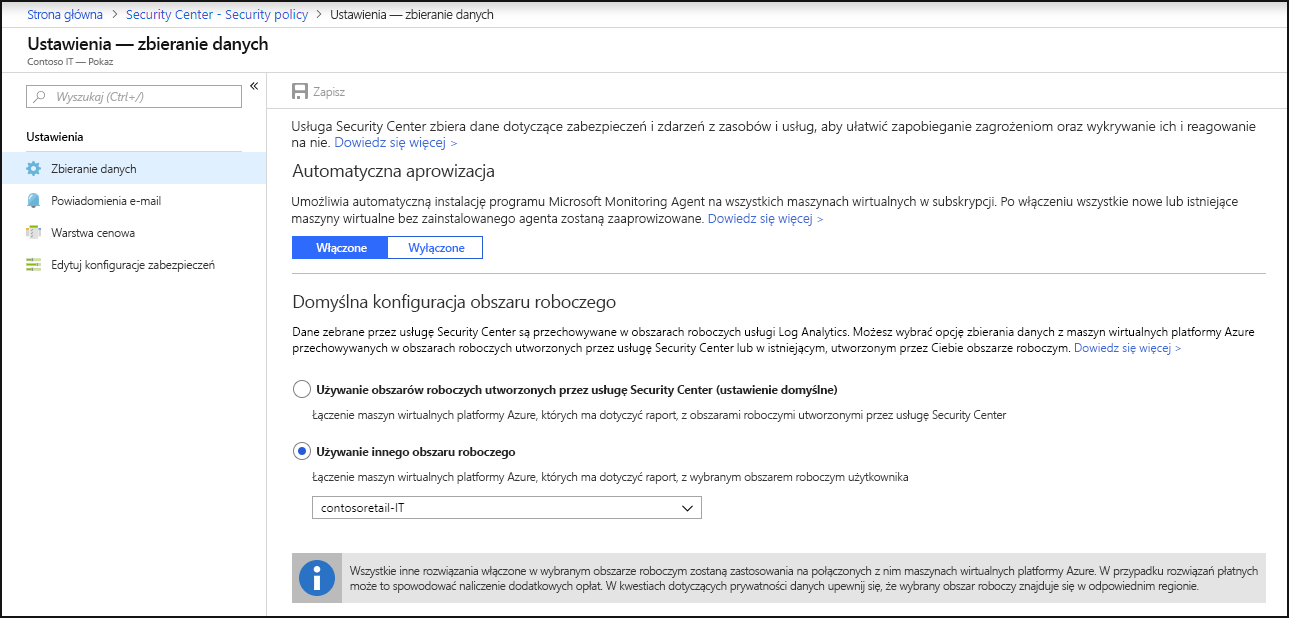 Strona główna > Security Center - Security policy > Ustawienia — zbieranie danych
Ustawienia — zbieranie danych
Contoso IT — Pokaz
Wyszukaj (Ctrl+/)
«
Ustawienia
Zbieranie danych
Powiadomienia e-mail
Warstwa cenowa
Edytuj konfiguracje zabezpieczeń
Zapisz
Usługa Security Center zbiera dane dotyczące zabezpieczeń i zdarzeń z zasobów i usług, aby ułatwić zapobieganie zagrożeniom oraz wykrywanie ich i reagowanie
na nie. Dowiedz się więcej >
Automatyczna aprowizacja
Umożliwia automatyczną instalację programu Microsoft Monitoring Agent na wszystkich maszynach wirtualnych w subskrypcji. Po włączeniu wszystkie nowe lub istniejące
maszyny wirtualne bez zainstalowanego agenta zostaną zaaprowizowane. Dowiedz się więcej >
Włączone Wyłączone
Domyślna konfiguracja obszaru roboczego
Dane zebrane przez usługę Security Center są przechowywane w obszarach roboczych usługi Log Analytics. Możesz wybrać opcję zbierania danych z maszyn wirtualnych platformy Azure
przechowywanych w obszarach roboczych utworzonych przez usługę Security Center lub w istniejącym, utworzonym przez Ciebie obszarze roboczym. Dowiedz się więcej >
Używanie obszarów roboczych utworzonych przez usługę Security Center (ustawienie domyślne)
Łączenie maszyn wirtualnych platformy Azure, których ma dotyczyć raport, z obszarami roboczymi utworzonymi przez usługę Security Center
Używanie innego obszaru roboczego
Łączenie maszyn wirtualnych platformy Azure, których ma dotyczyć raport, z wybranym obszarem roboczym użytkownika
contosoretail-IT
Wszystkie inne rozwiązania włączone w wybranym obszarze roboczym zostaną zastosowania na połączonych z nim maszynach wirtualnych platformy Azure. W przypadku rozwiązań płatnych
może to spowodować naliczenie dodatkowych opłat. W kwestiach dotyczących prywatności danych upewnij się, że wybrany obszar roboczy znajduje się w odpowiednim regionie.